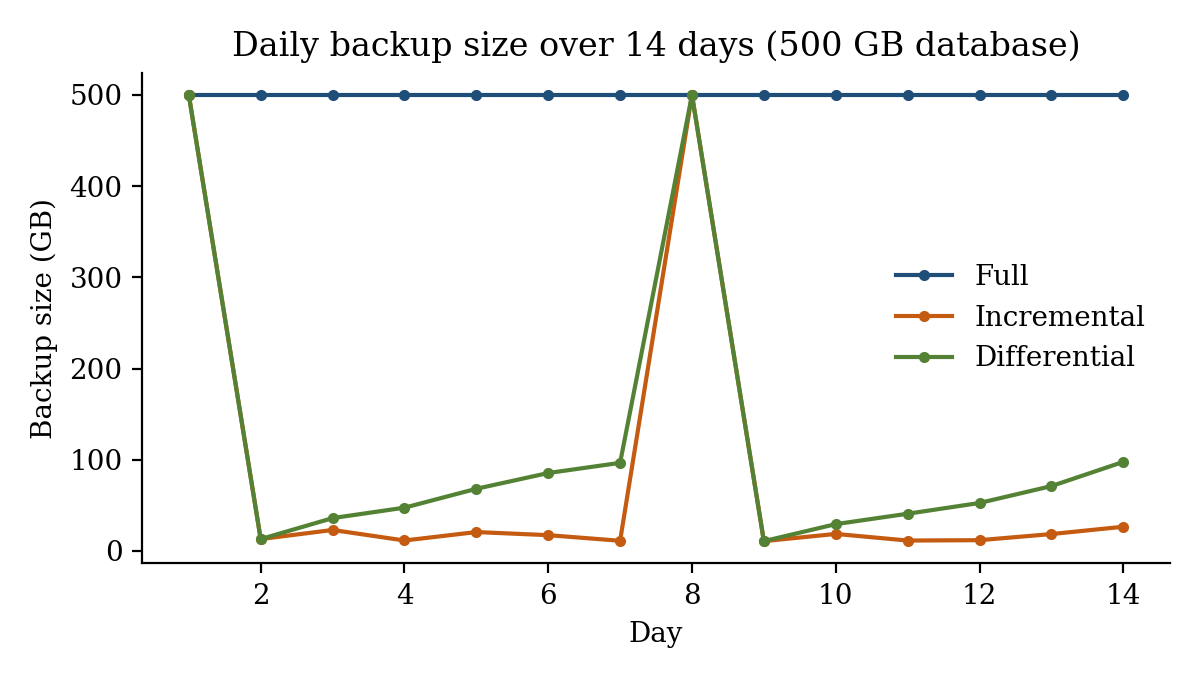 Daily backup size over 14 days (500 GB database)
Backup size (GB)
500
400
300
200
100
0
Full
Incremental
Differential
2 4 6 8 10 12 14
Day